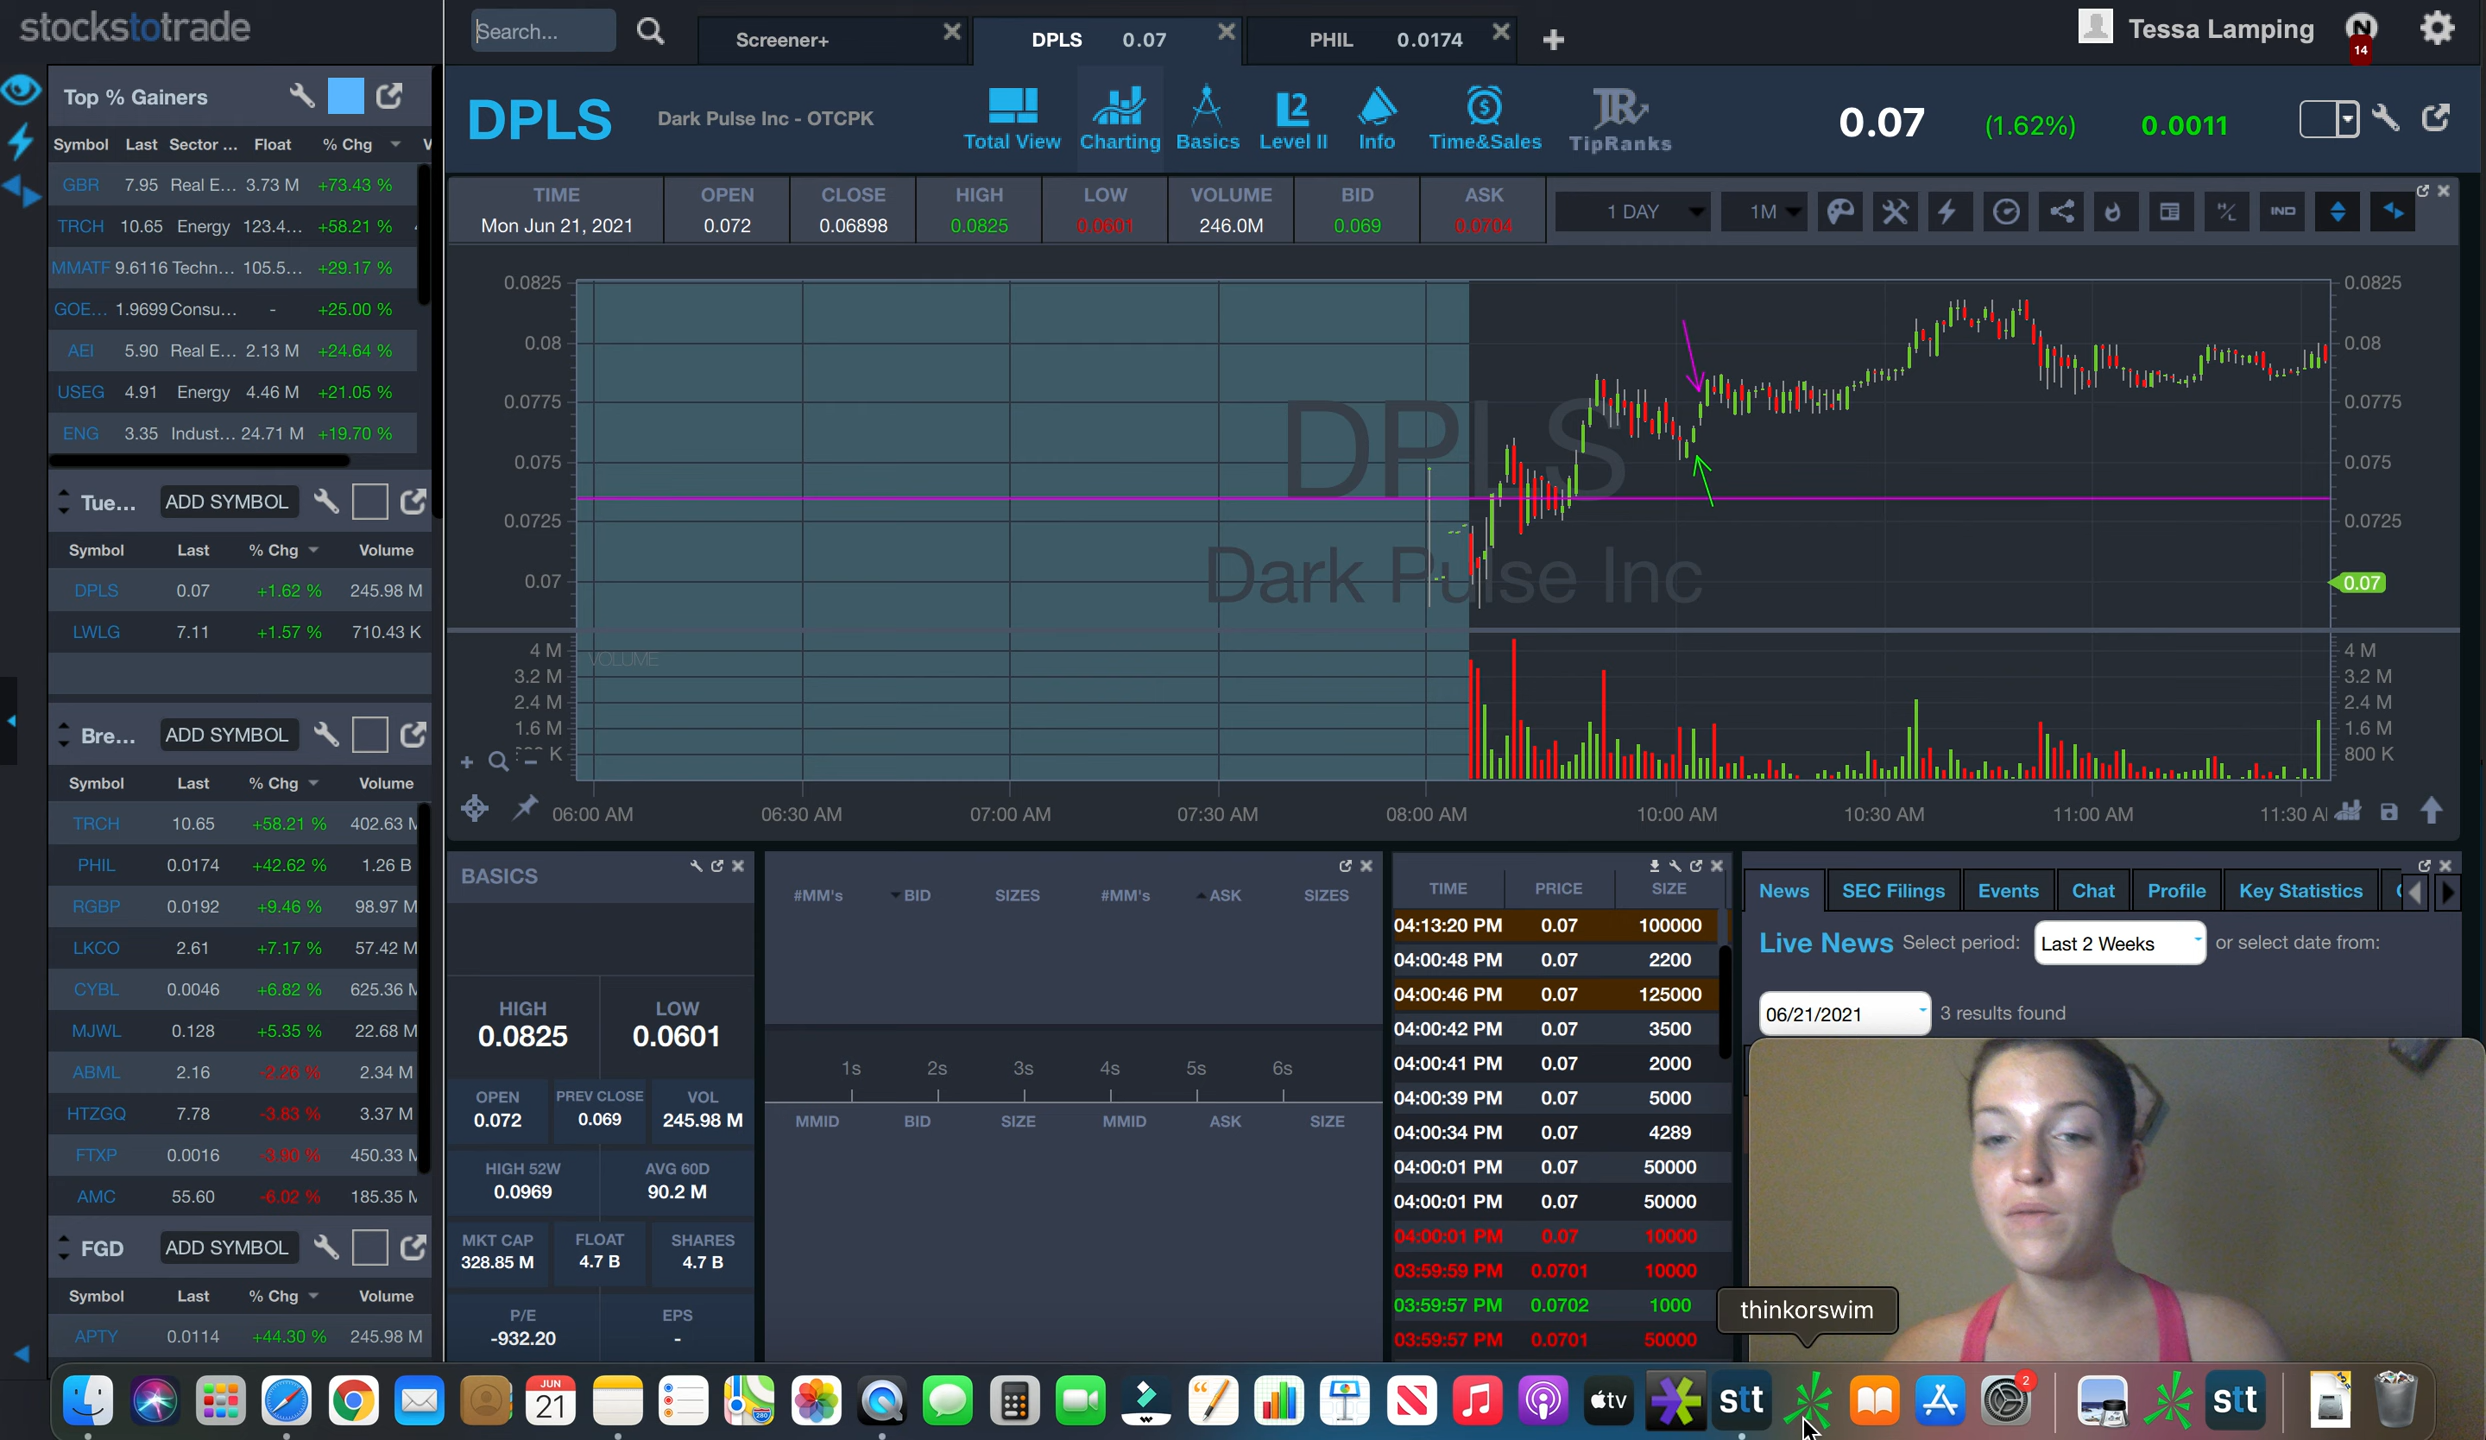 stockstotrade
Search...
Screener+
DPLS 0.07
PHIL 0.0174
Tessa Lamping
N
14
Top % Gainers
Symbol Last Sector ... Float % Chg V
GBR 7.95 Real E... 3.73 M +73.43 %
TRCH 10.65 Energy 123.4... +58.21 %
MMATF 9.6116 Techn... 105.5... +29.17 %
GOE... 1.9699 Consu... - +25.00 %
AEI 5.90 Real E... 2.13 M +24.64 %
USEG 4.91 Energy 4.46 M +21.05 %
ENG 3.35 Indust... 24.71 M +19.70 %
Tue... ADD SYMBOL
Symbol Last % Chg Volume
DPLS 0.07 +1.62 % 245.98 M
LWLG 7.11 +1.57 % 710.43 K
Bre... ADD SYMBOL
Symbol Last % Chg Volume
TRCH 10.65 +58.21 % 402.63 M
PHIL 0.0174 +42.62 % 1.26 B
RGBP 0.0192 +9.46 % 98.97 M
LKCO 2.61 +7.17 % 57.42 M
CYBL 0.0046 +6.82 % 625.36 M
MJWL 0.128 +5.35 % 22.68 M
ABML 2.16 -2.26 % 2.34 M
HTZGQ 7.78 -3.83 % 3.37 M
FTXP 0.0016 -3.90 % 450.33 M
AMC 55.60 -6.02 % 185.35 M
FGD ADD SYMBOL
Symbol Last % Chg Volume
APTY 0.0114 +44.30 % 245.98 M
DPLS Dark Pulse Inc - OTCPK
Total View Charting Basics Level II Info Time&Sales TipRanks
0.07 (1.62%) 0.0011
TIME OPEN CLOSE HIGH LOW VOLUME BID ASK
Mon Jun 21, 2021 0.072 0.06898 0.0825 0.0601 246.0M 0.069 0.0704
1 DAY 1M H/L IND
0.0825 0.0825
0.08 0.08
0.0775 0.0775
0.075 0.075
0.0725 0.0725
0.07 0.07
DPLS
Dark Pulse Inc
VOLUME
4 M 4 M
3.2 M 3.2 M
2.4 M 2.4 M
1.6 M 1.6 M
K 800 K
06:00 AM 06:30 AM 07:00 AM 07:30 AM 08:00 AM 10:00 AM 10:30 AM 11:00 AM 11:30 A
BASICS
HIGH LOW
0.0825 0.0601
OPEN PREV CLOSE VOL
0.072 0.069 245.98 M
HIGH 52W AVG 60D
0.0969 90.2 M
MKT CAP FLOAT SHARES
328.85 M 4.7 B 4.7 B
P/E EPS
-932.20 -
#MM's BID SIZES #MM's ASK SIZES
1s 2s 3s 4s 5s 6s
MMID BID SIZE MMID ASK SIZE
TIME PRICE SIZE
04:13:20 PM 0.07 100000
04:00:48 PM 0.07 2200
04:00:46 PM 0.07 125000
04:00:42 PM 0.07 3500
04:00:41 PM 0.07 2000
04:00:39 PM 0.07 5000
04:00:34 PM 0.07 4289
04:00:01 PM 0.07 50000
04:00:01 PM 0.07 50000
04:00:01 PM 0.07 10000
03:59:59 PM 0.0701 10000
03:59:57 PM 0.0702 1000
03:59:57 PM 0.0701 50000
News SEC Filings Events Chat Profile Key Statistics
Live News Select period: Last 2 Weeks or select date from:
06/21/2021 3 results found
thinkorswim
JUN
21
280
tv
stt
2
stt